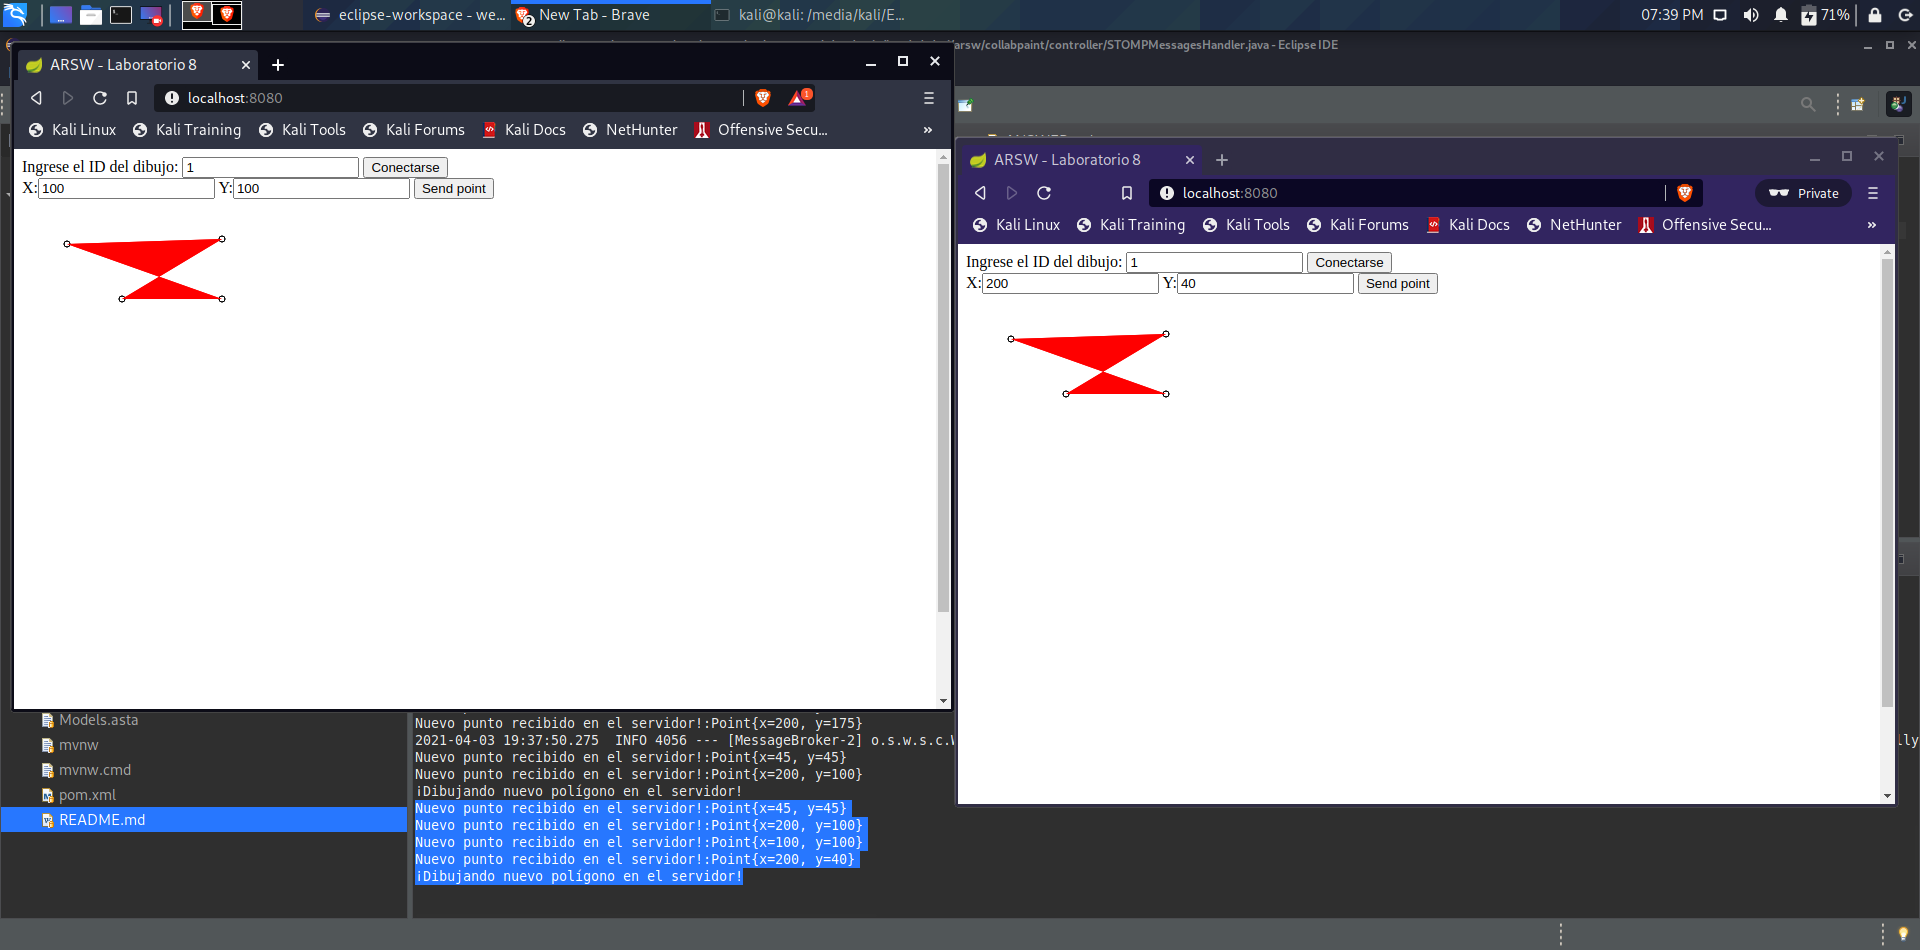 eclipse-workspace - we...
2
New Tab - Brave
kali@kali: /media/kali/E...
07:39 PM
71%
arsw/collabpaint/controller/STOMPMessagesHandler.java - Eclipse IDE
ARSW - Laboratorio 8
localhost:8080
1
Kali Linux
Kali Training
Kali Tools
Kali Forums
Kali Docs
NetHunter
Offensive Secu...
»
Ingrese el ID del dibujo: 1 Conectarse
X:100 Y:100 Send point
ARSW - Laboratorio 8
localhost:8080
Private
Kali Linux
Kali Training
Kali Tools
Kali Forums
Kali Docs
NetHunter
Offensive Secu...
»
Ingrese el ID del dibujo: 1 Conectarse
X:200 Y:40 Send point
Models.asta
mvnw
mvnw.cmd
pom.xml
README.md
Nuevo punto recibido en el servidor!:Point{x=200, y=175}
2021-04-03 19:37:50.275  INFO 4056 --- [MessageBroker-2] o.s.w.s.c.W
lly
Nuevo punto recibido en el servidor!:Point{x=45, y=45}
Nuevo punto recibido en el servidor!:Point{x=200, y=100}
¡Dibujando nuevo polígono en el servidor!
Nuevo punto recibido en el servidor!:Point{x=45, y=45}
Nuevo punto recibido en el servidor!:Point{x=200, y=100}
Nuevo punto recibido en el servidor!:Point{x=100, y=100}
Nuevo punto recibido en el servidor!:Point{x=200, y=40}
¡Dibujando nuevo polígono en el servidor!